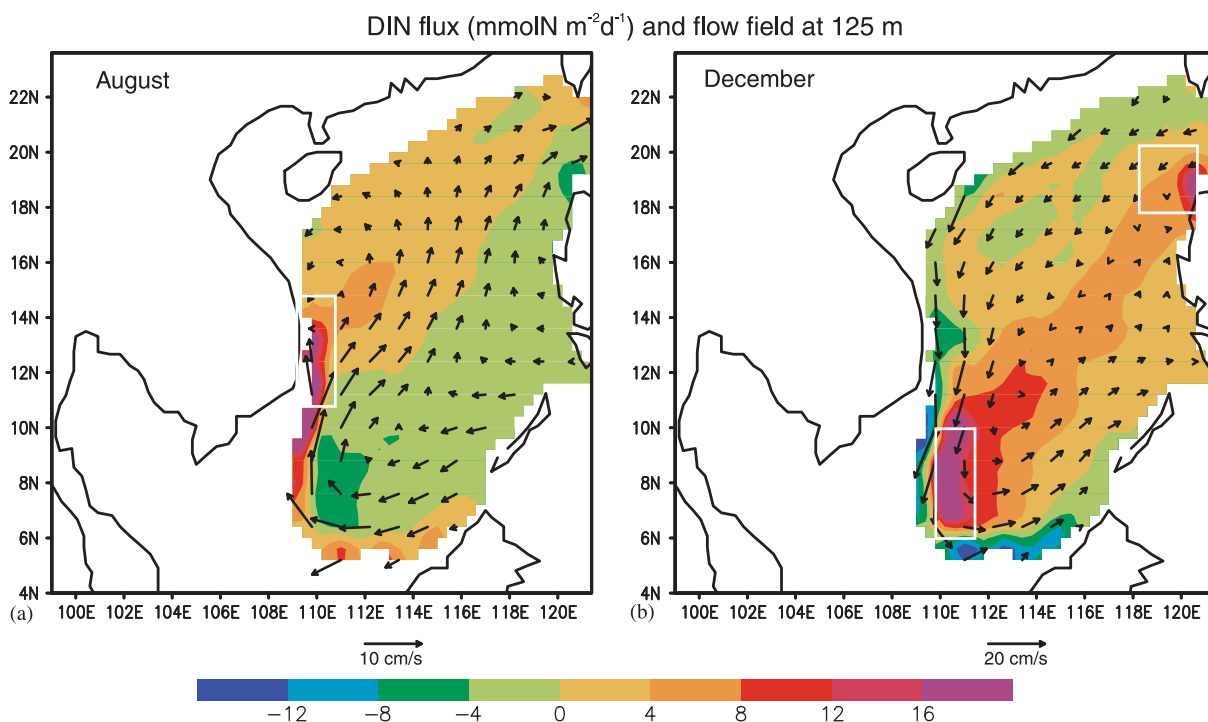 DIN flux (mmolN m⁻²d⁻¹) and flow field at 125 m
August
22N
20N
18N
16N
14N
12N
10N
8N
6N
4N
(a)
100E 102E 104E 106E 108E 110E 112E 114E 116E 118E 120E
10 cm/s
December
22N
20N
18N
16N
14N
12N
10N
8N
6N
4N
(b)
100E 102E 104E 106E 108E 110E 112E 114E 116E 118E 120E
20 cm/s
−12 −8 −4 0 4 8 12 16